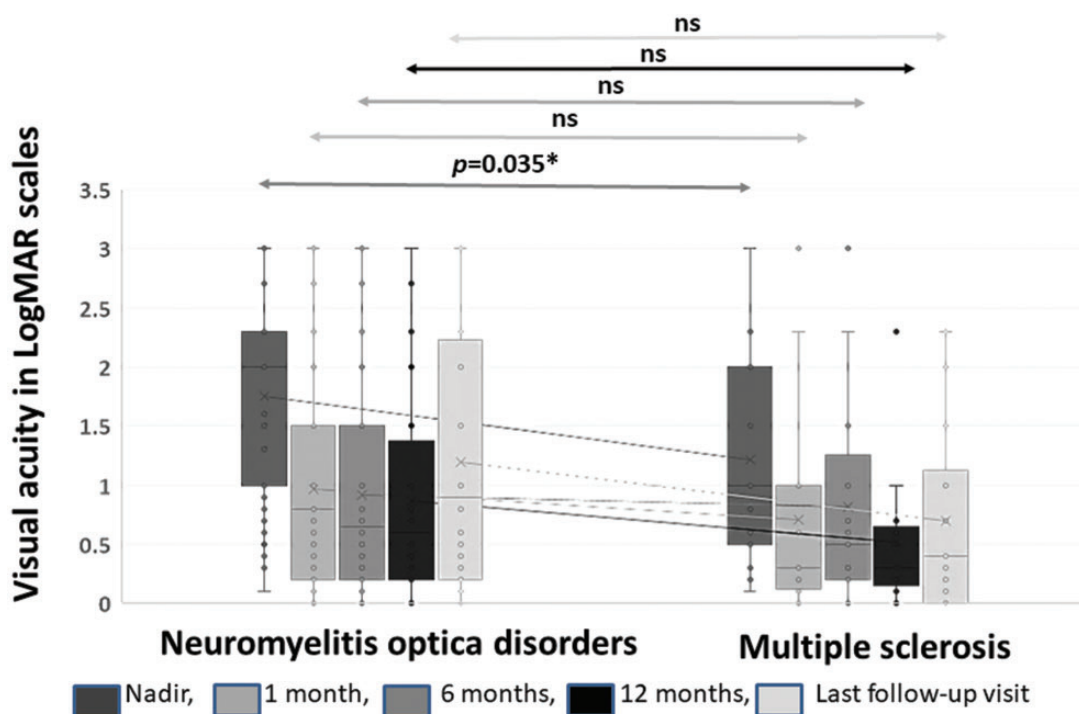 ns
ns
ns
ns
p=0.035*
Visual acuity in LogMAR scales
3.5
3
2.5
2
1.5
1
0.5
0
Neuromyelitis optica disorders
Multiple sclerosis
Nadir, 1 month, 6 months, 12 months, Last follow-up visit